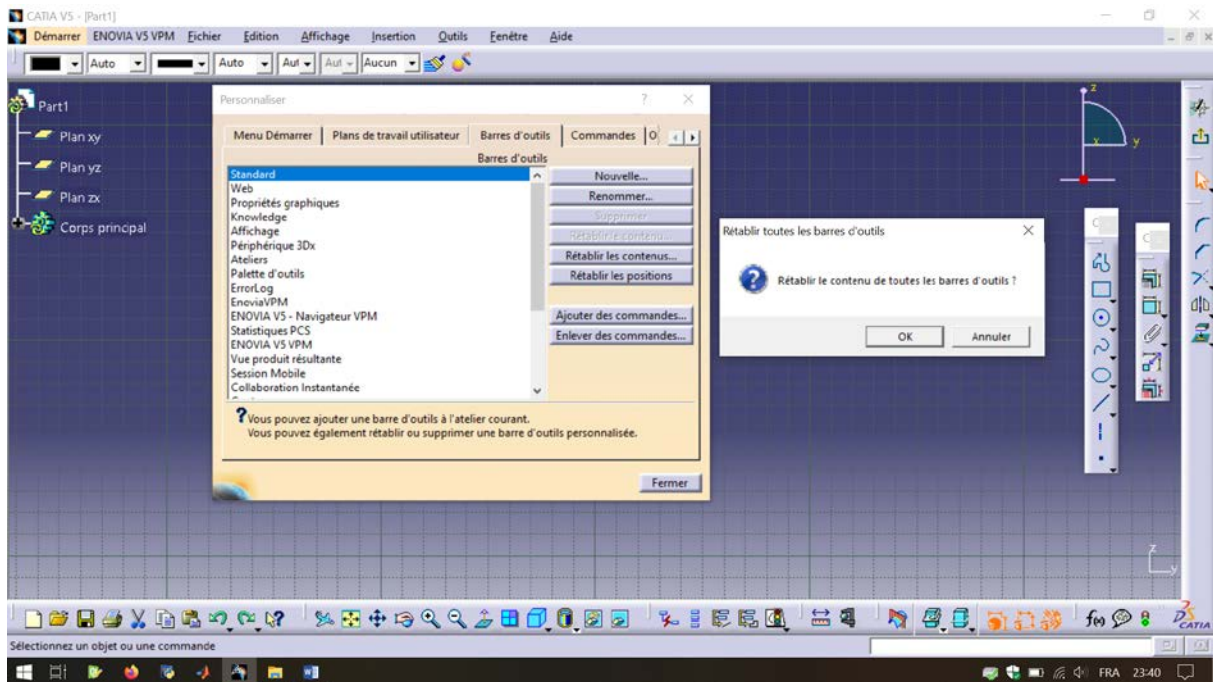 CATIA V5 - [Part1]
Démarrer ENOVIA V5 VPM Fichier Edition Affichage Insertion Outils Fenêtre Aide
Auto Auto Aut Aut Aucun
Part1
Plan xy
Plan yz
Plan zx
Corps principal
Personnaliser
Menu Démarrer Plans de travail utilisateur Barres d'outils Commandes O
Barres d'outils
Standard
Web
Propriétés graphiques
Knowledge
Affichage
Périphérique 3Dx
Ateliers
Palette d'outils
ErrorLog
EnoviaVPM
ENOVIA V5 - Navigateur VPM
Statistiques PCS
ENOVIA V5 VPM
Vue produit résultante
Session Mobile
Collaboration Instantanée
Nouvelle...
Renommer...
Supprimer
Rétablir le contenu...
Rétablir les contenus...
Rétablir les positions
Ajouter des commandes...
Enlever des commandes...
Vous pouvez ajouter une barre d'outils à l'atelier courant.
Vous pouvez également rétablir ou supprimer une barre d'outils personnalisée.
Fermer
Rétablir toutes les barres d'outils
Rétablir le contenu de toutes les barres d'outils ?
OK Annuler
z
x y
z
y
f(x)
CATIA
Sélectionnez un objet ou une commande
FRA 23:40